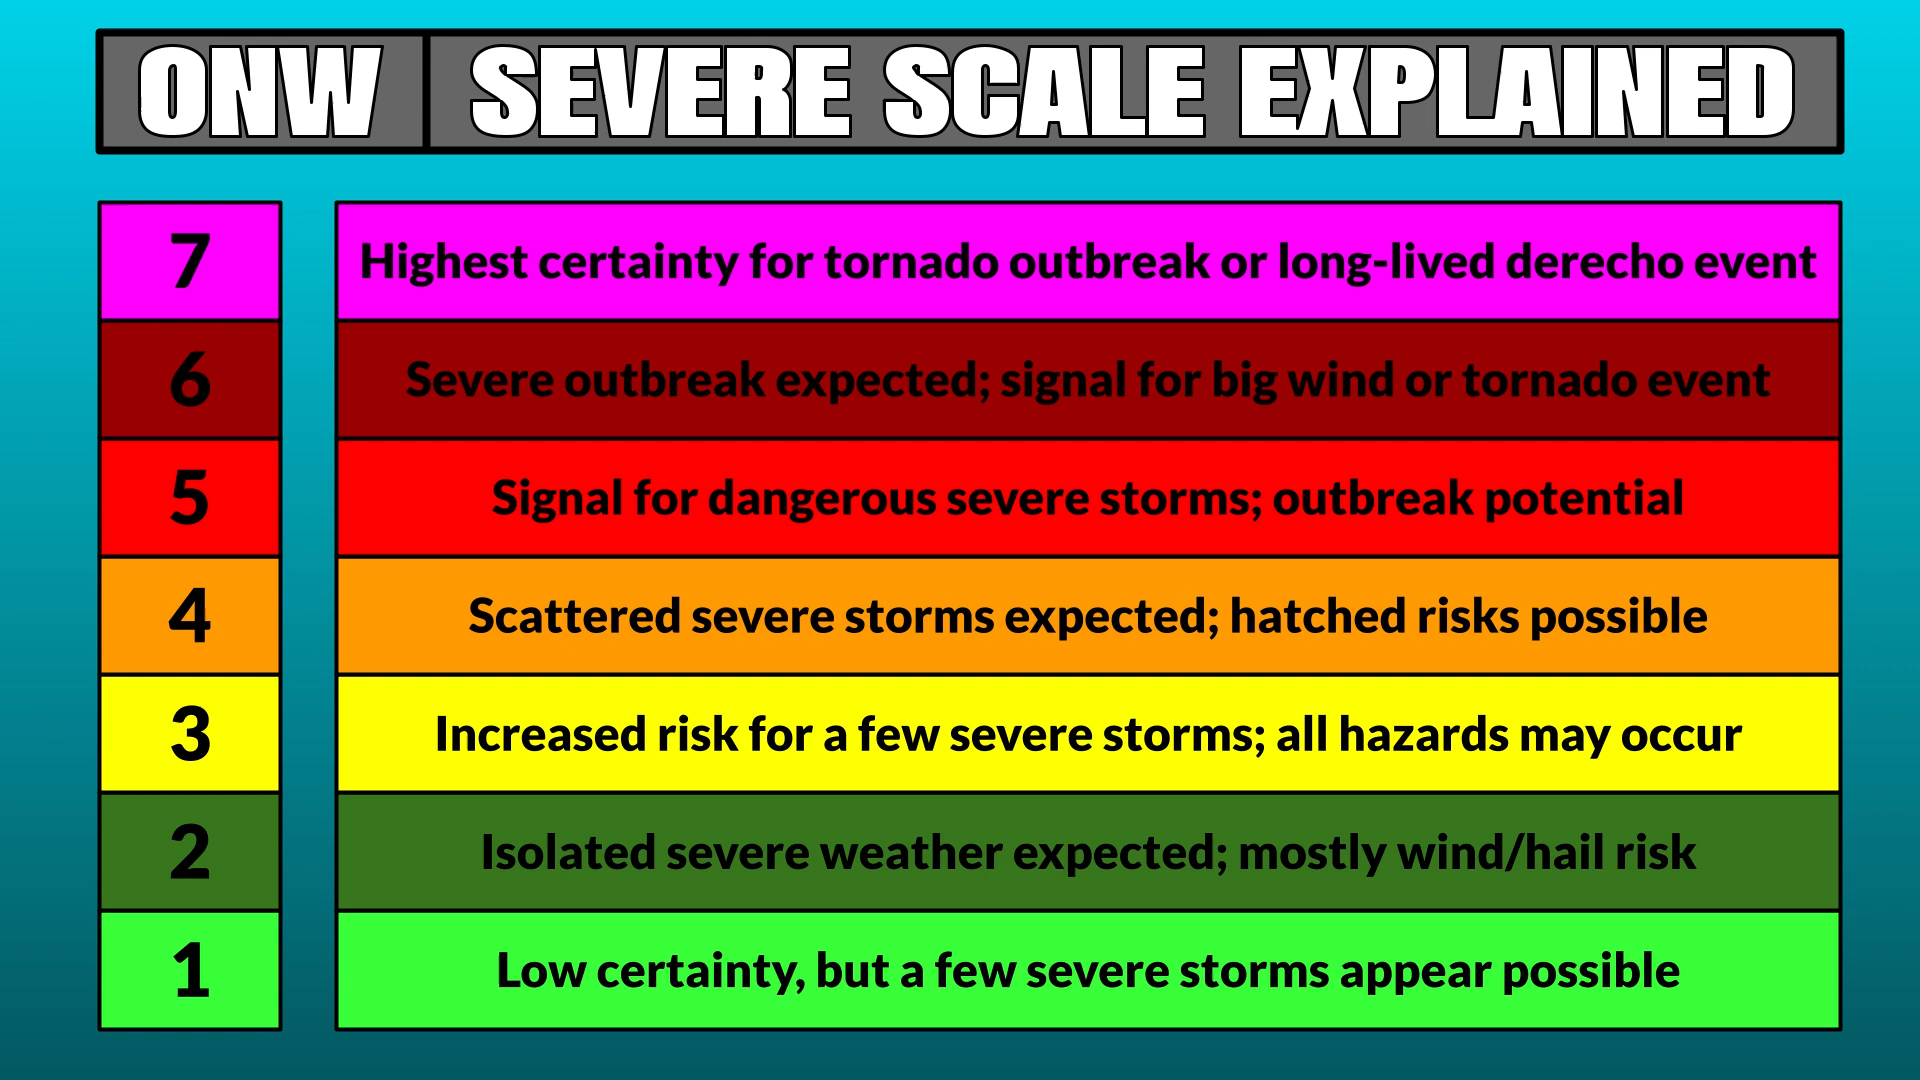 ONW SEVERE SCALE EXPLAINED
7 Highest certainty for tornado outbreak or long-lived derecho event
6 Severe outbreak expected; signal for big wind or tornado event
5 Signal for dangerous severe storms; outbreak potential
4 Scattered severe storms expected; hatched risks possible
3 Increased risk for a few severe storms; all hazards may occur
2 Isolated severe weather expected; mostly wind/hail risk
1 Low certainty, but a few severe storms appear possible